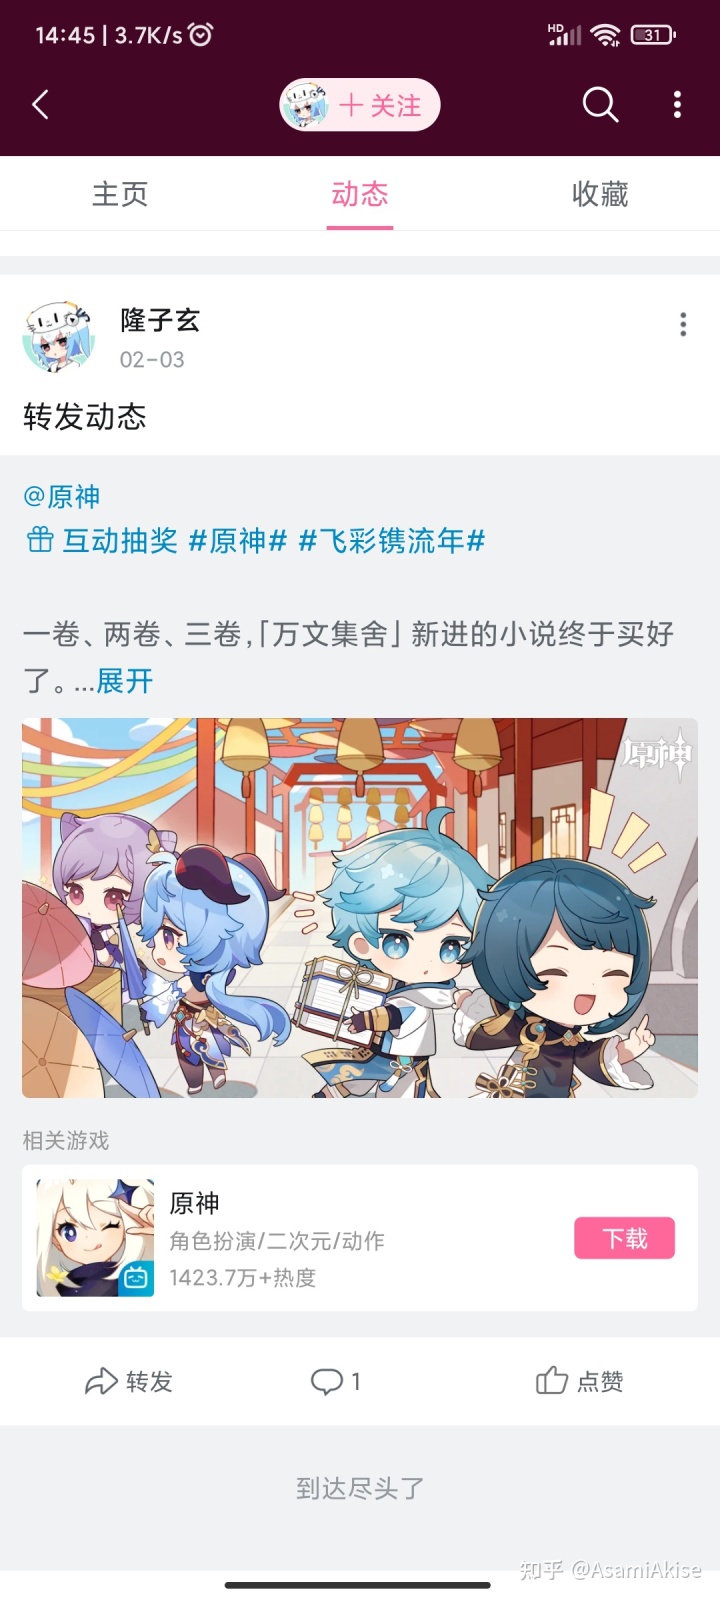 14:45 | 3.7K/s
HD
31
关注
主页
动态
收藏
隆子玄
02-03
转发动态
@原神
互动抽奖 #原神# #飞彩镌流年#
一卷、两卷、三卷，「万文集舍」新进的小说终于买好
了。...展开
原神
相关游戏
原神
角色扮演/二次元/动作
1423.7万+热度
下载
转发
1
点赞
到达尽头了
知乎 @AsamiAkise